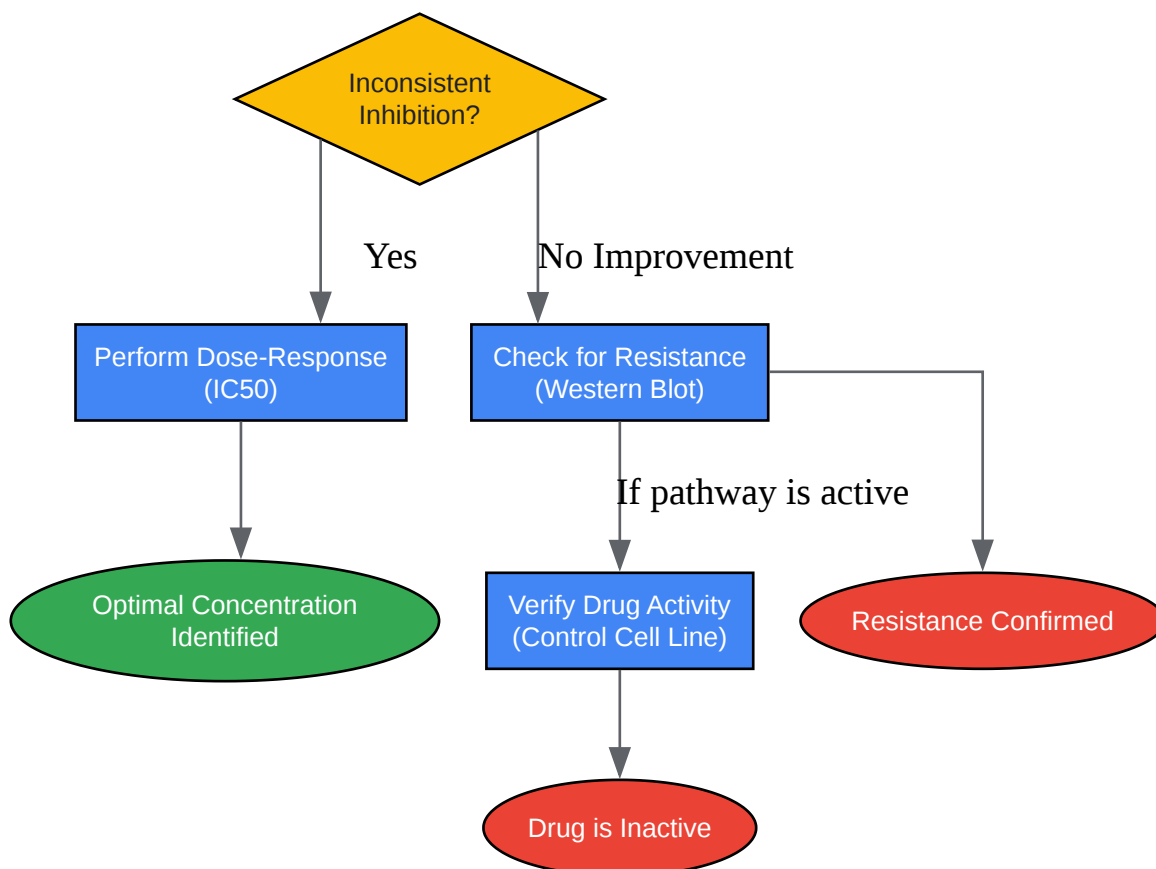 Inconsistent
Inhibition?
Yes
No Improvement
Perform Dose-Response
(IC50)
Check for Resistance
(Western Blot)
If pathway is active
Optimal Concentration
Identified
Verify Drug Activity
(Control Cell Line)
Resistance Confirmed
Drug is Inactive